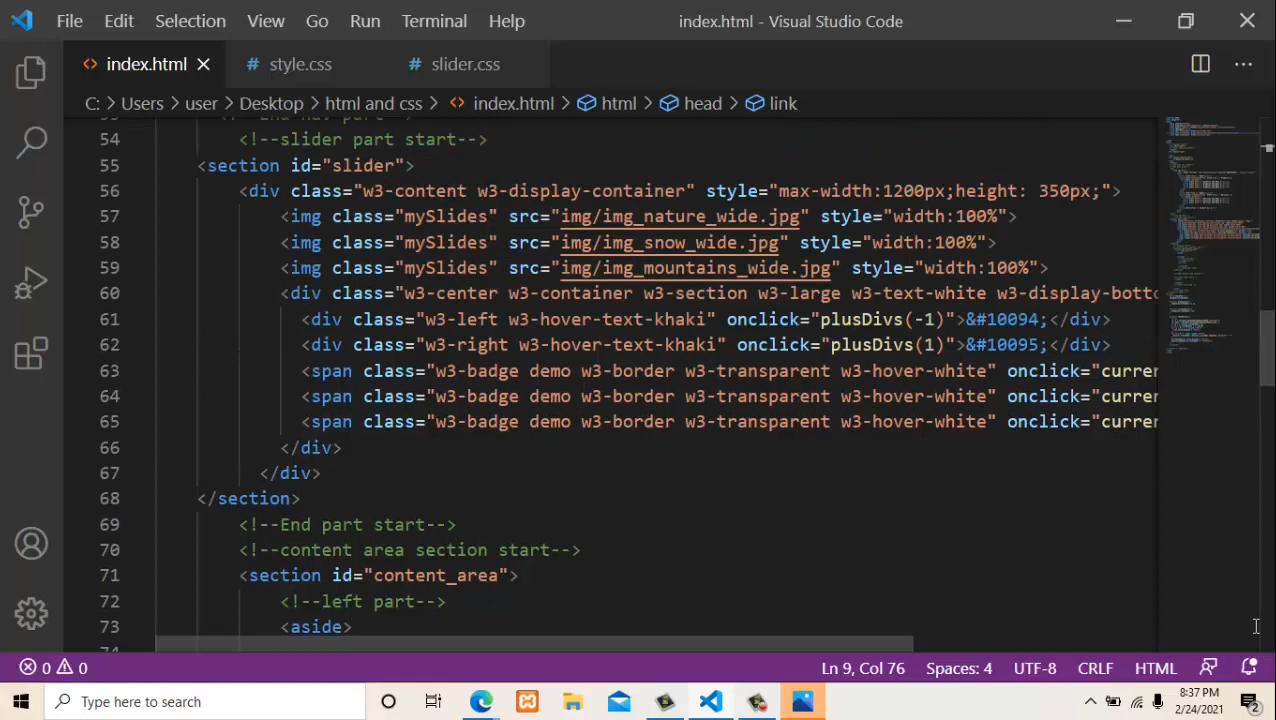 File Edit Selection View Go Run Terminal Help index.html - Visual Studio Code
index.html style.css slider.css
C: > Users > user > Desktop > html and css > index.html > html > head > link
54 <!--slider part start-->
55 <section id="slider">
56 <div class="w3-content w3-display-container" style="max-width:1200px;height: 350px;">
57 <img class="mySlides" src="img/img_nature_wide.jpg" style="width:100%">
58 <img class="mySlides" src="img/img_snow_wide.jpg" style="width:100%">
59 <img class="mySlides" src="img/img_mountains_wide.jpg" style="width:100%">
60 <div class="w3-center w3-container w3-section w3-large w3-text-white w3-display-botto
61 <div class="w3-left w3-hover-text-khaki" onclick="plusDivs(-1)">&#10094;</div>
62 <div class="w3-right w3-hover-text-khaki" onclick="plusDivs(1)">&#10095;</div>
63 <span class="w3-badge demo w3-border w3-transparent w3-hover-white" onclick="curre
64 <span class="w3-badge demo w3-border w3-transparent w3-hover-white" onclick="curre
65 <span class="w3-badge demo w3-border w3-transparent w3-hover-white" onclick="curre
66 </div>
67 </div>
68 </section>
69 <!--End part start-->
70 <!--content area section start-->
71 <section id="content_area">
72 <!--left part-->
73 <aside>
0 0 Ln 9, Col 76 Spaces: 4 UTF-8 CRLF HTML
Type here to search
8:37 PM
2/24/2021
2